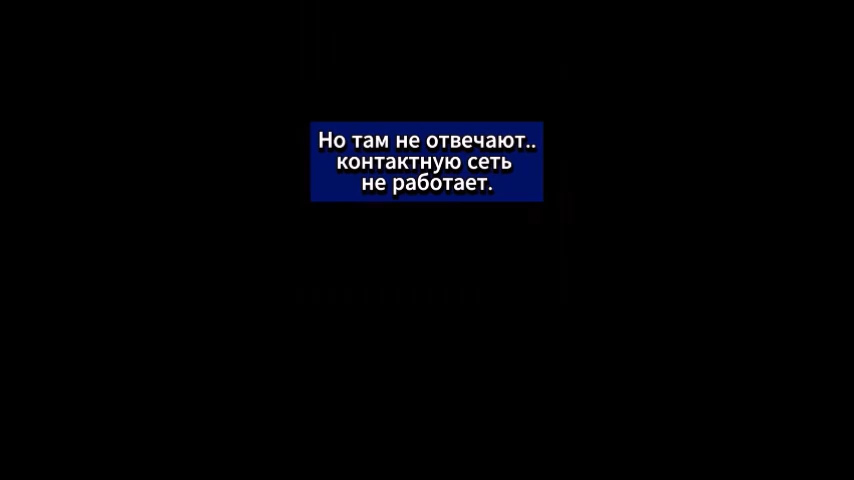 Но там не отвечают..
контактную сеть
не работает.